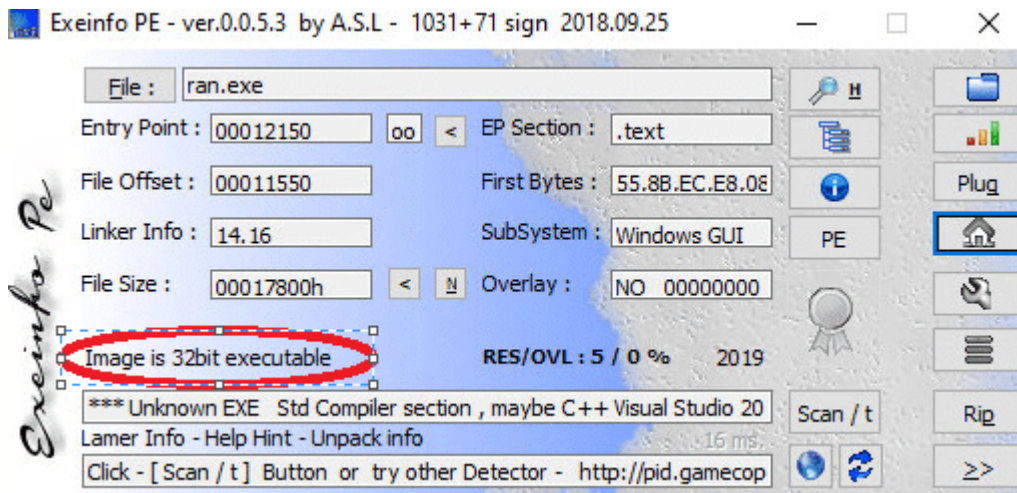 Exeinfo PE - ver.0.0.5.3 by A.S.L - 1031+71 sign 2018.09.25
File : ran.exe H
Entry Point : 00012150 oo < EP Section : .text
File Offset : 00011550 First Bytes : 55.8B.EC.E8.08 Plug
Linker Info : 14.16 SubSystem : Windows GUI PE
File Size : 00017800h < N Overlay : NO 00000000
Image is 32bit executable RES/OVL : 5 / 0 % 2019
*** Unknown EXE Std Compiler section , maybe C++ Visual Studio 20 Scan / t Rip
Lamer Info - Help Hint - Unpack info 16 ms.
Click - [ Scan / t ] Button or try other Detector - http://pid.gamecop >>
Exeinfo Pe